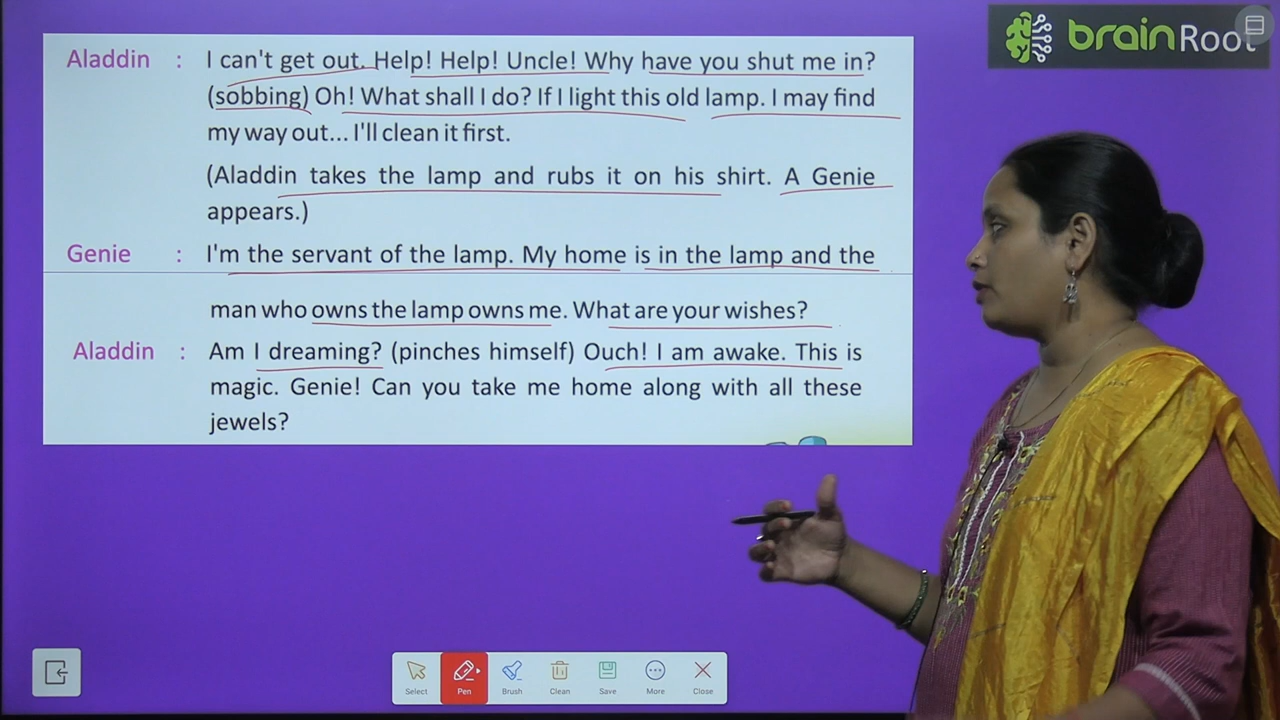 brainRoot
Aladdin : I can't get out. Help! Help! Uncle! Why have you shut me in?
(sobbing) Oh! What shall I do? If I light this old lamp. I may find
my way out... I'll clean it first.
(Aladdin takes the lamp and rubs it on his shirt. A Genie
appears.)
Genie : I'm the servant of the lamp. My home is in the lamp and the
man who owns the lamp owns me. What are your wishes?
Aladdin : Am I dreaming? (pinches himself) Ouch! I am awake. This is
magic. Genie! Can you take me home along with all these
jewels?
Select Pen Brush Clean Save More Close